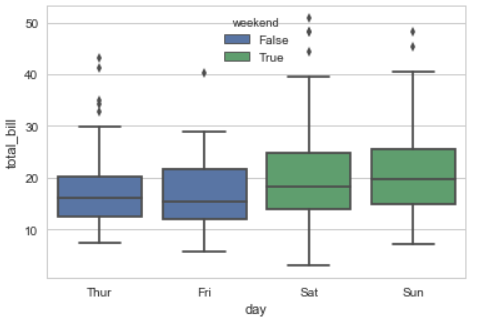 weekend
False
True
50
40
30
20
10
total_bill
Thur Fri Sat Sun
day